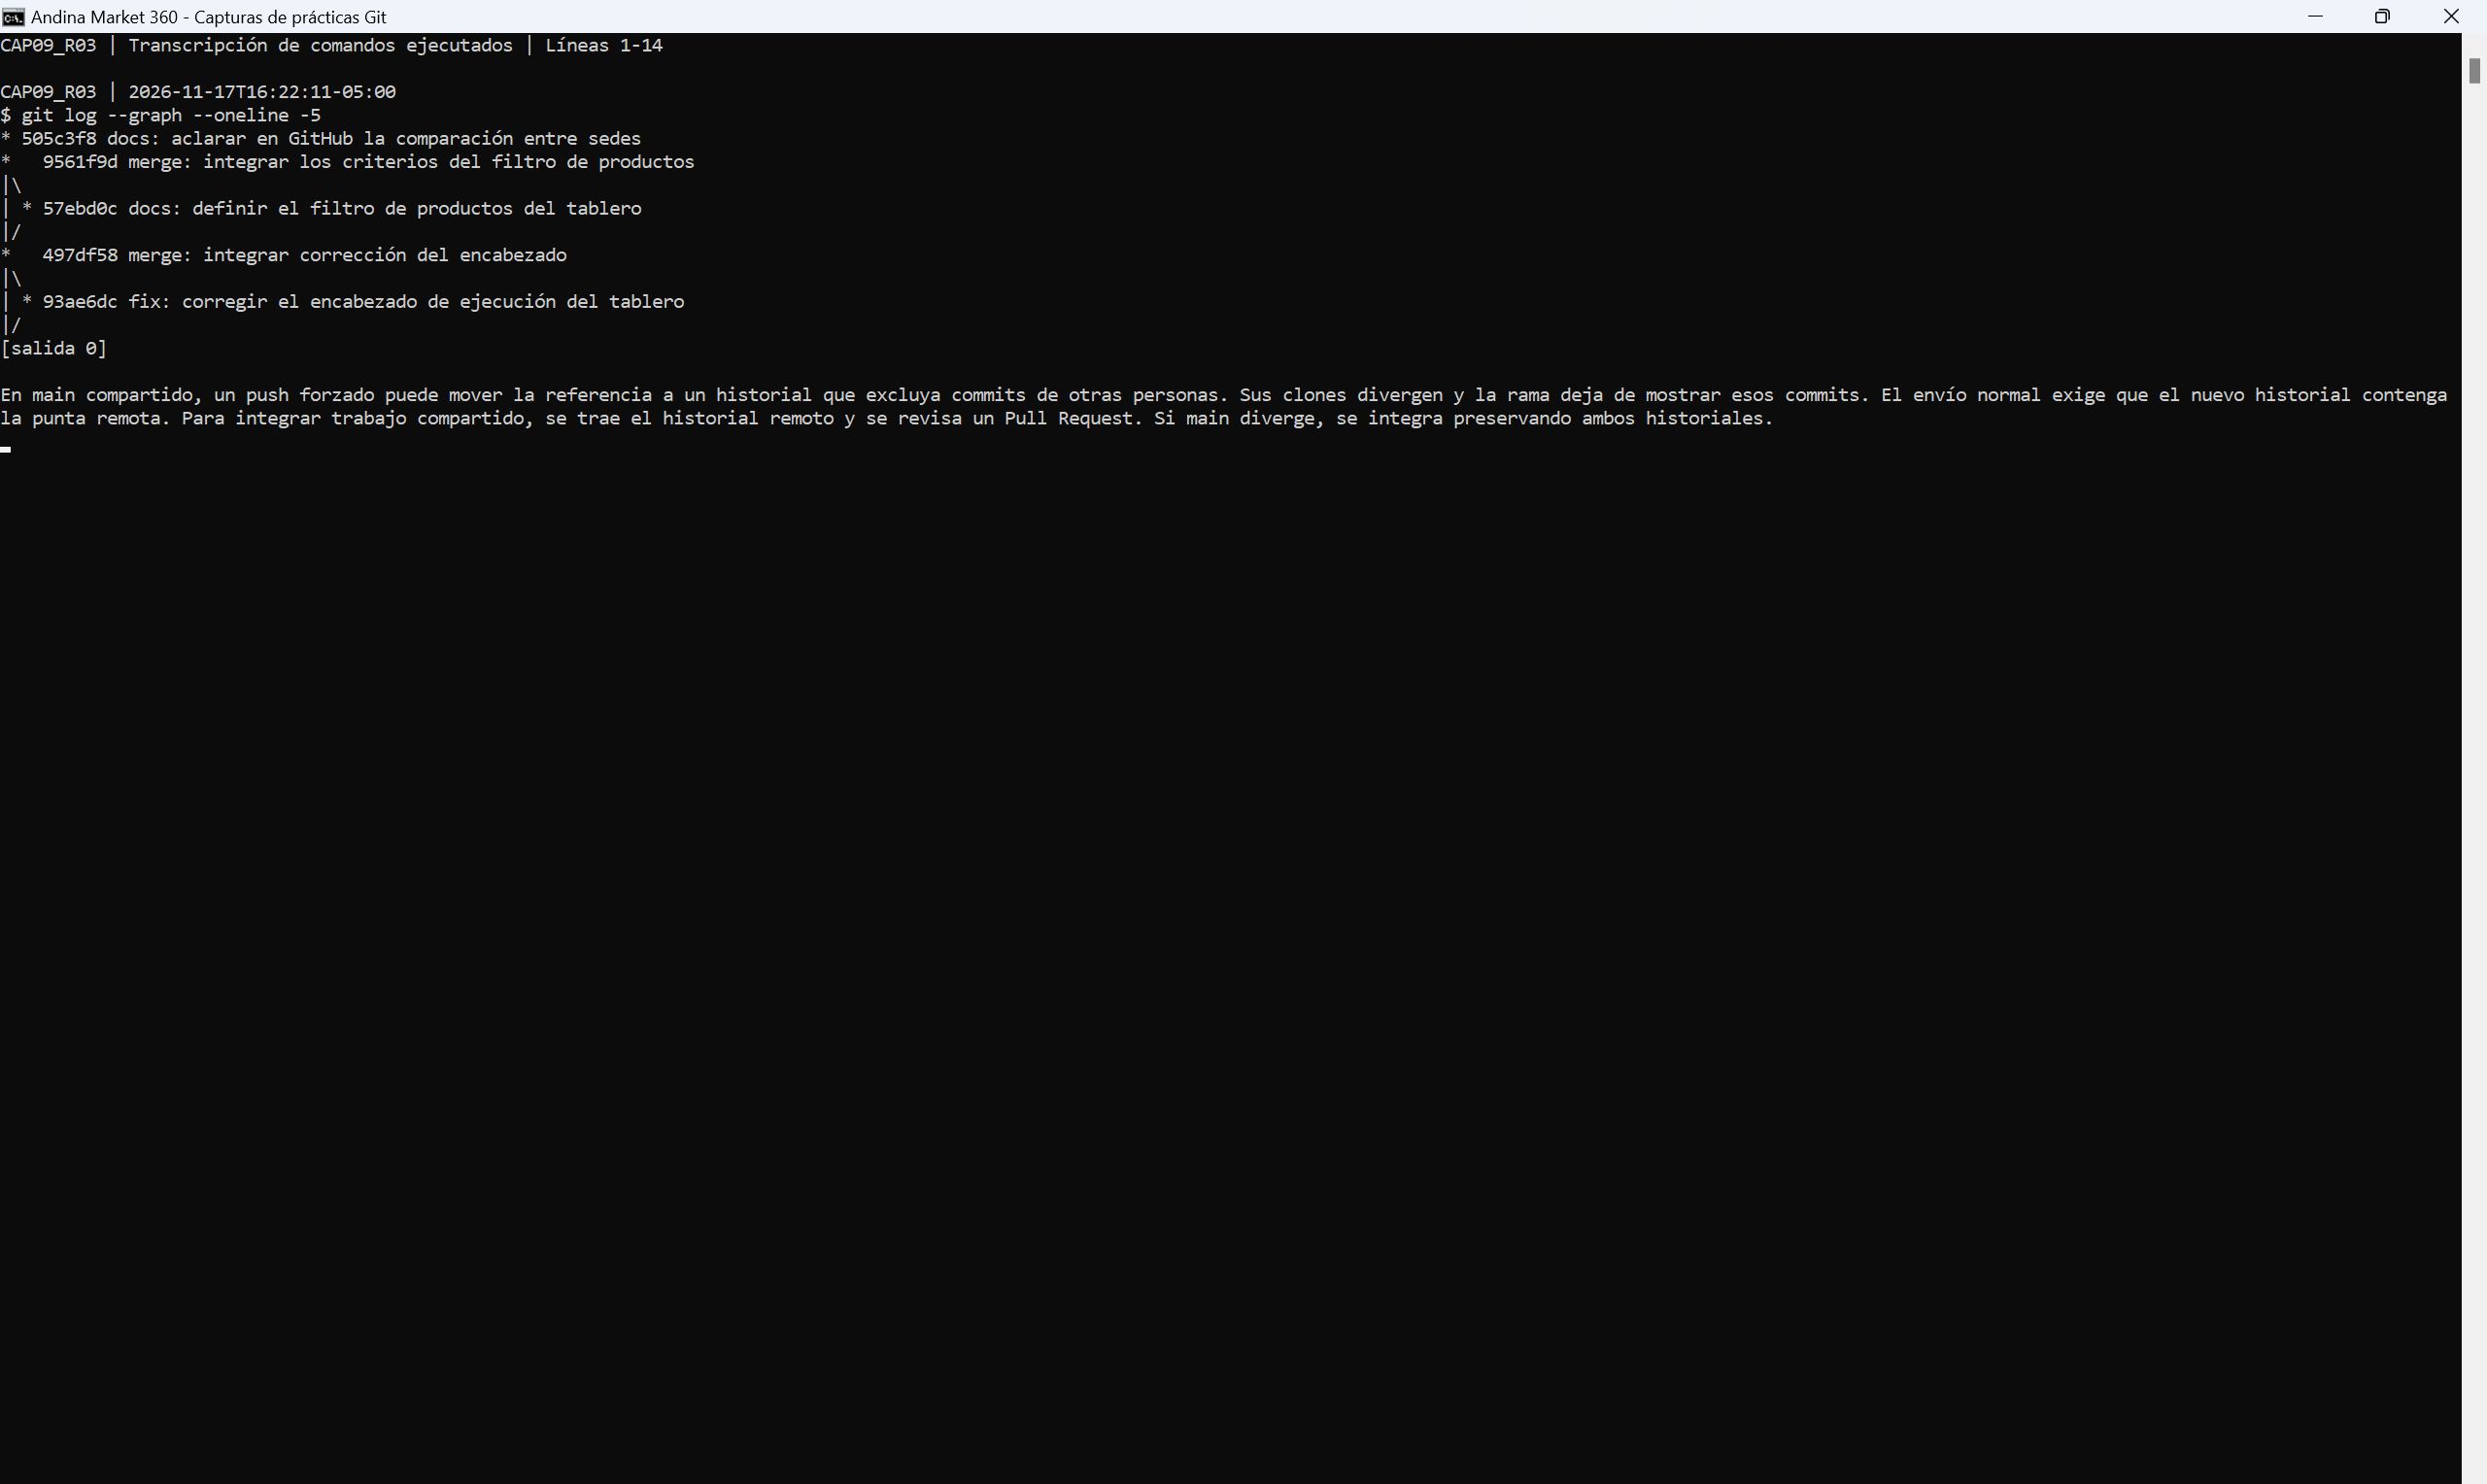 Andina Market 360 - Capturas de prácticas Git
CAP09_R03 | Transcripción de comandos ejecutados | Líneas 1-14
CAP09_R03 | 2026-11-17T16:22:11-05:00
$ git log --graph --oneline -5
* 505c3f8 docs: aclarar en GitHub la comparación entre sedes
*   9561f9d merge: integrar los criterios del filtro de productos
|\
| * 57ebd0c docs: definir el filtro de productos del tablero
|/
*   497df58 merge: integrar corrección del encabezado
|\
| * 93ae6dc fix: corregir el encabezado de ejecución del tablero
|/
[salida 0]
En main compartido, un push forzado puede mover la referencia a un historial que excluya commits de otras personas. Sus clones divergen y la rama deja de mostrar esos commits. El envío normal exige que el nuevo historial contenga
la punta remota. Para integrar trabajo compartido, se trae el historial remoto y se revisa un Pull Request. Si main diverge, se integra preservando ambos historiales.